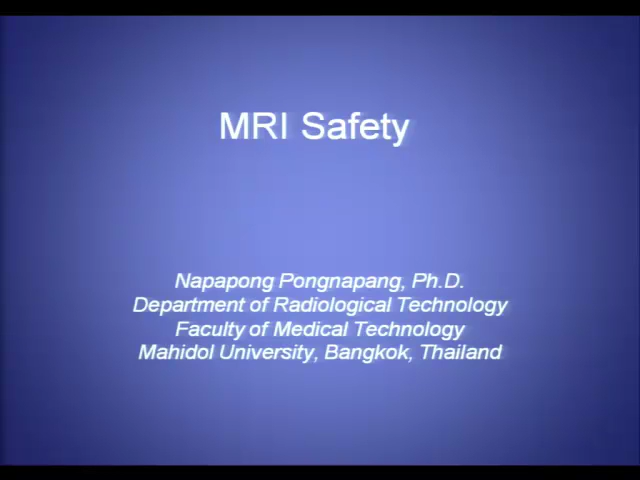 MRI Safety
Napapong Pongnapang, Ph.D.
Department of Radiological Technology
Faculty of Medical Technology
Mahidol University, Bangkok, Thailand